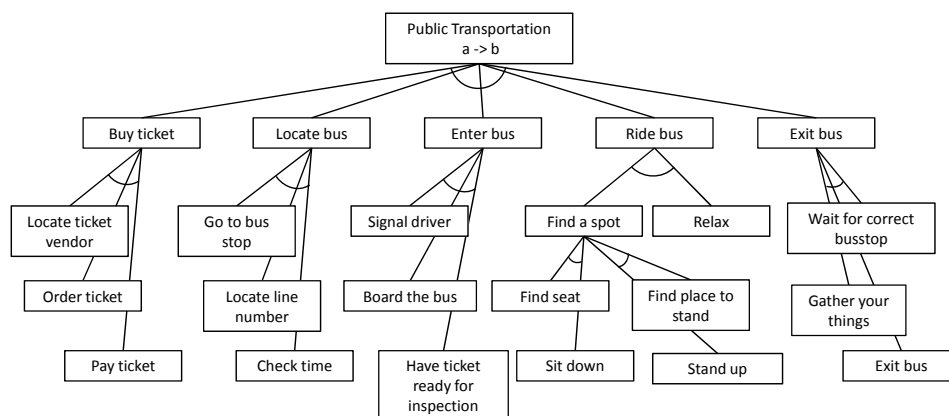 Public Transportation
a -> b
Buy ticket
Locate bus
Enter bus
Ride bus
Exit bus
Locate ticket
vendor
Go to bus
stop
Signal driver
Find a spot
Relax
Wait for correct
busstop
Order ticket
Locate line
number
Board the bus
Find seat
Find place to
stand
Gather your
things
Pay ticket
Check time
Have ticket
ready for
inspection
Sit down
Stand up
Exit bus